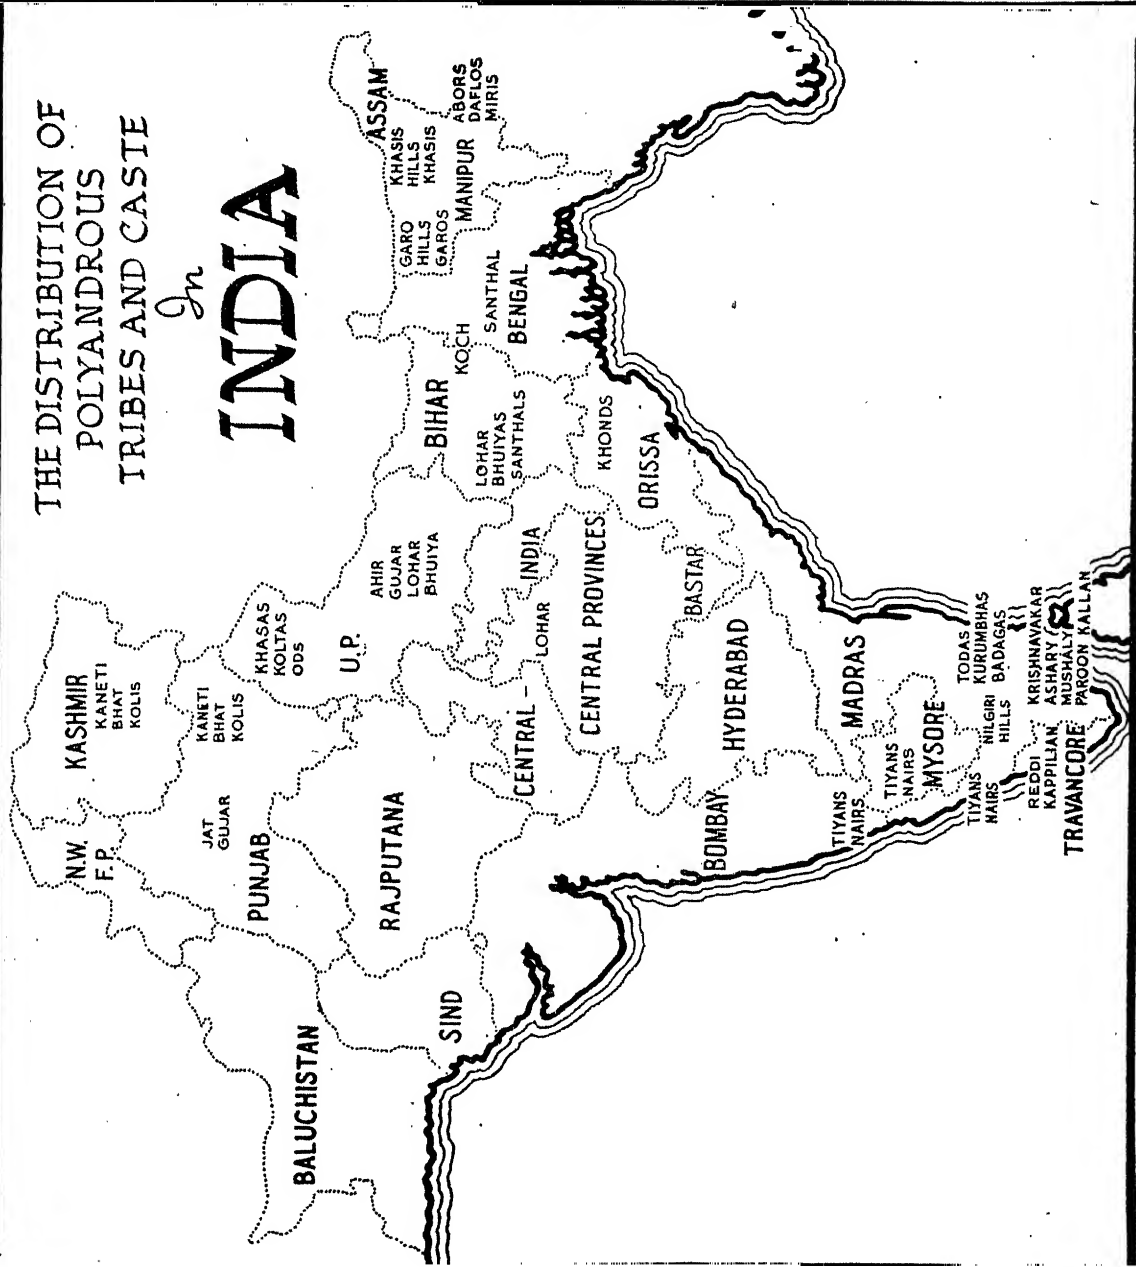 THE DISTRIBUTION OF
POLYANDROUS
TRIBES AND CASTE
In
INDIA
KASHMIR
KANETI
BHAT
KOLIS
N.W.
F.P.
KANETI
BHAT
KOLIS
JAT
GUJAR
PUNJAB
KHASAS
KOLTAS
ODS
U.P.
AHIR
GUJAR
LOHAR
BHUIYA
BALUCHISTAN
RAJPUTANA
SIND
ASSAM
KHASIS
HILLS
KHASIS
ABORS
DAFLOS
MIRIS
GARO
HILLS
GAROS
MANIPUR
BIHAR
KOCH
SANTHAL
BENGAL
LOHAR
BHUIYAS
SANTHALS
CENTRAL - INDIA
LOHAR
CENTRAL PROVINCES
KHONDS
ORISSA
BASTAR
BOMBAY
HYDERABAD
MADRAS
TIYANS
NAIRS
TIYANS
NAIRS
MYSORE
TIYANS
NAIRS
NILGIRI
HILLS
TODAS
KURUMBHAS
BADAGAS
REDDI
KAPPILIAN
TRAVANCORE
KRISHNAVAKAR
ASHARY
MUSHALY
PAROON KALLAN